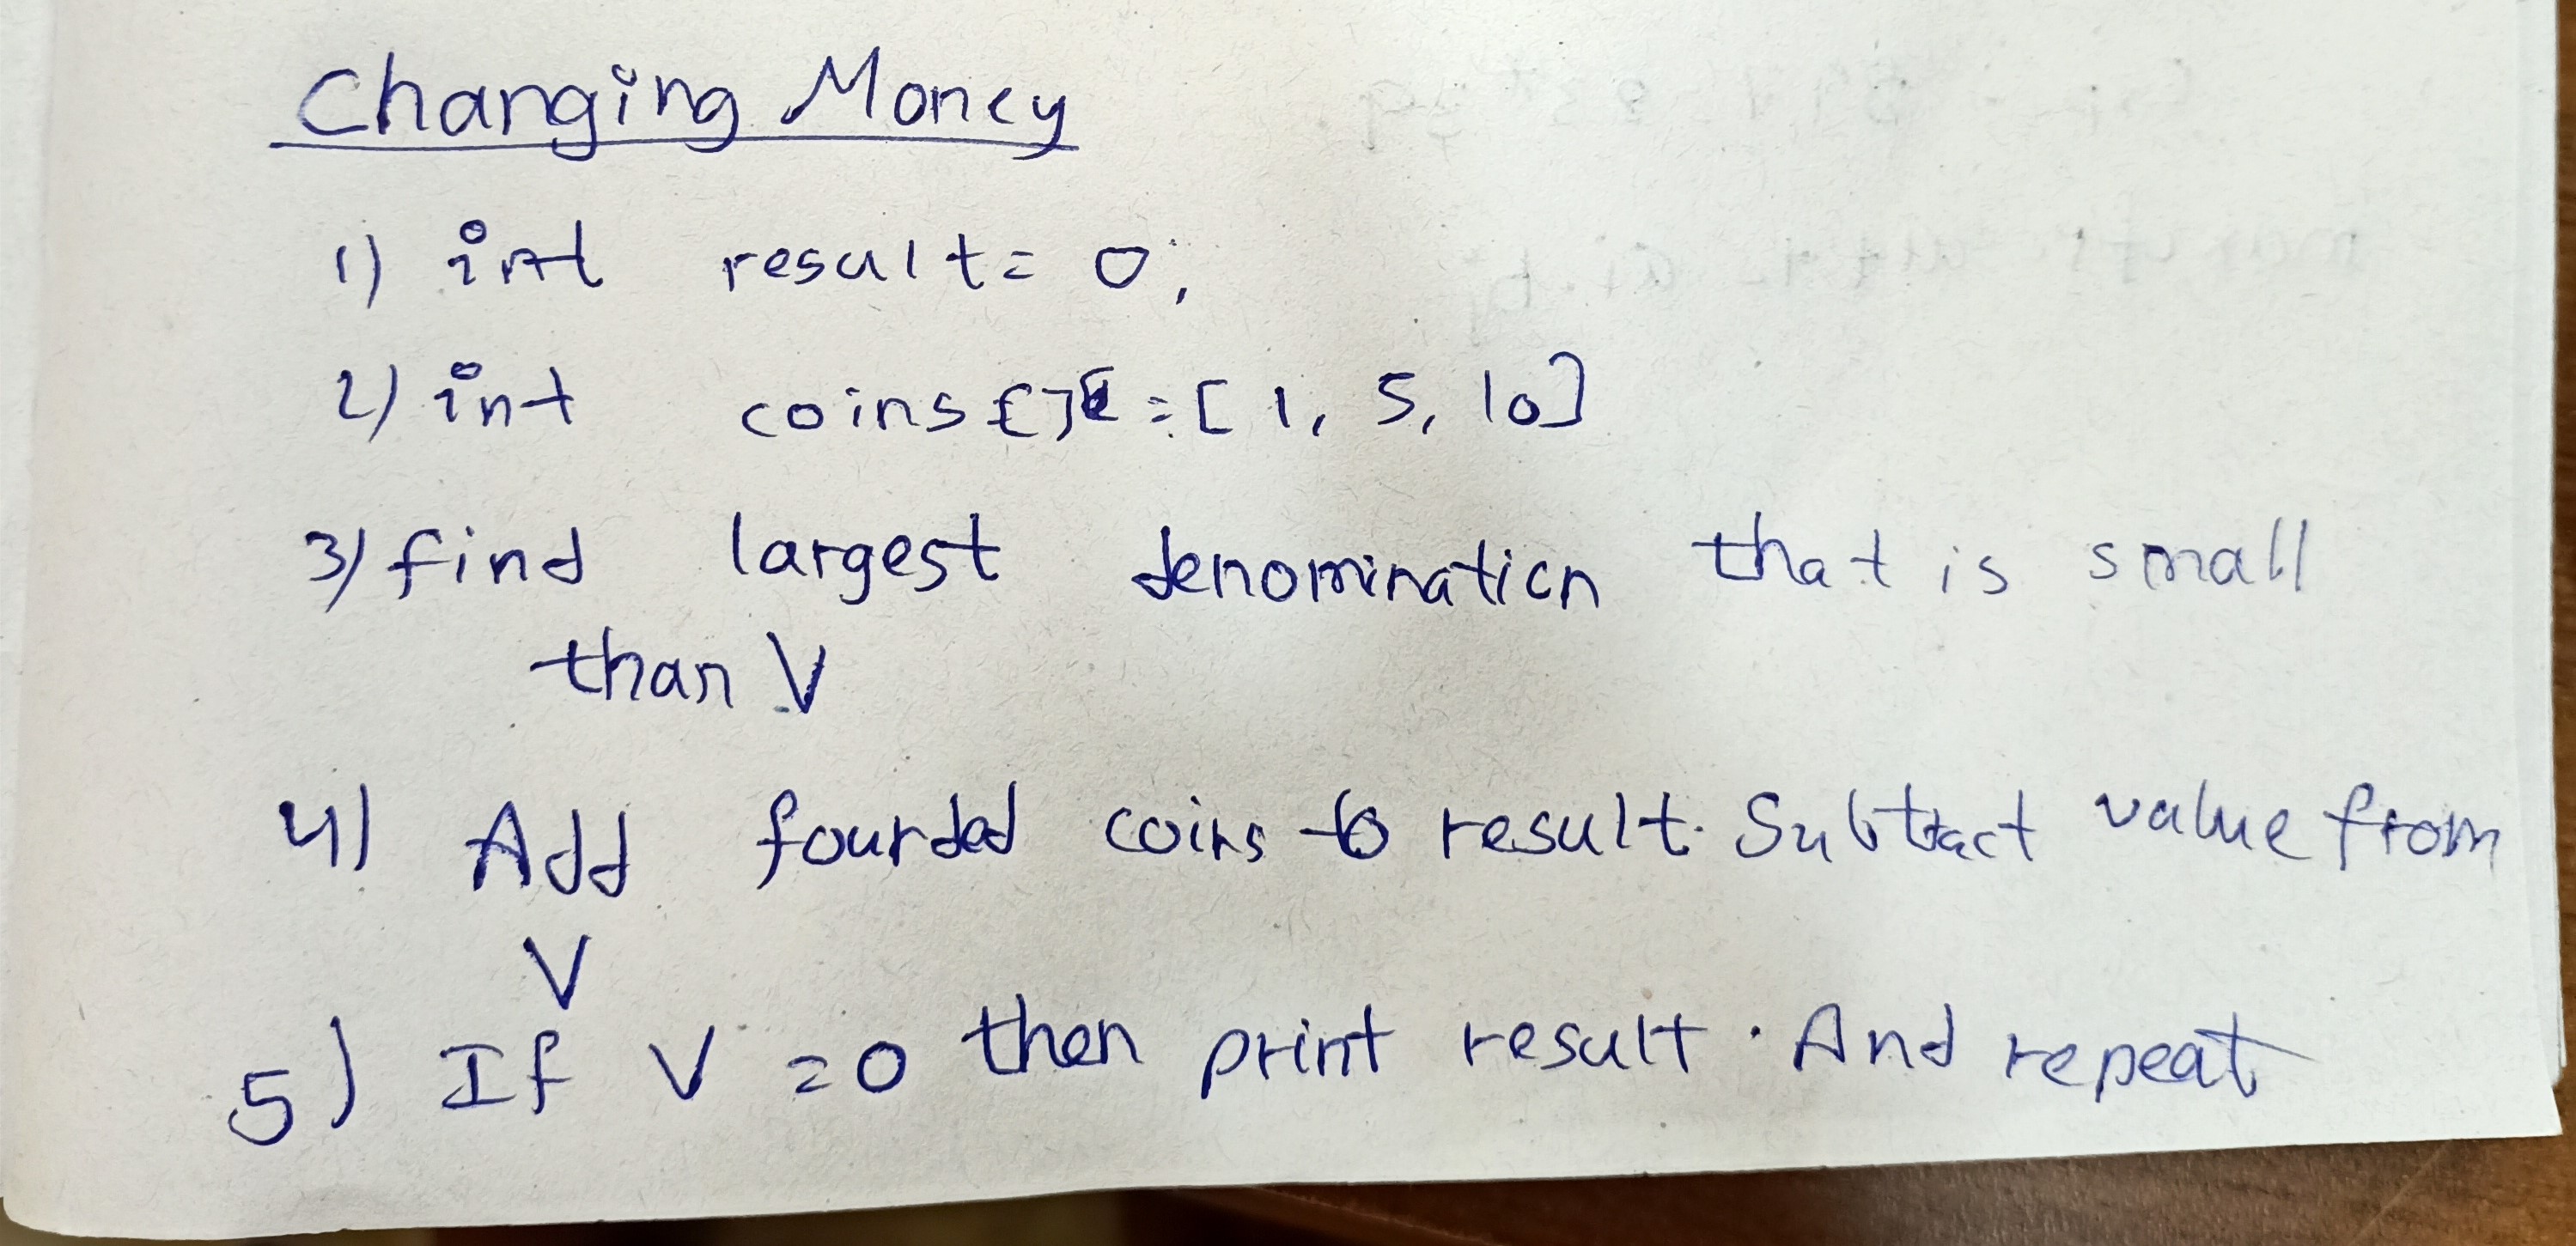 Changing Money
1) int result = 0;
2) int coins [] = [ 1, 5, 10]
3) find largest denomination that is small
than V
4) Add founded coins to result. Subtract value from
V
5) If V = 0 then print result. And repeat